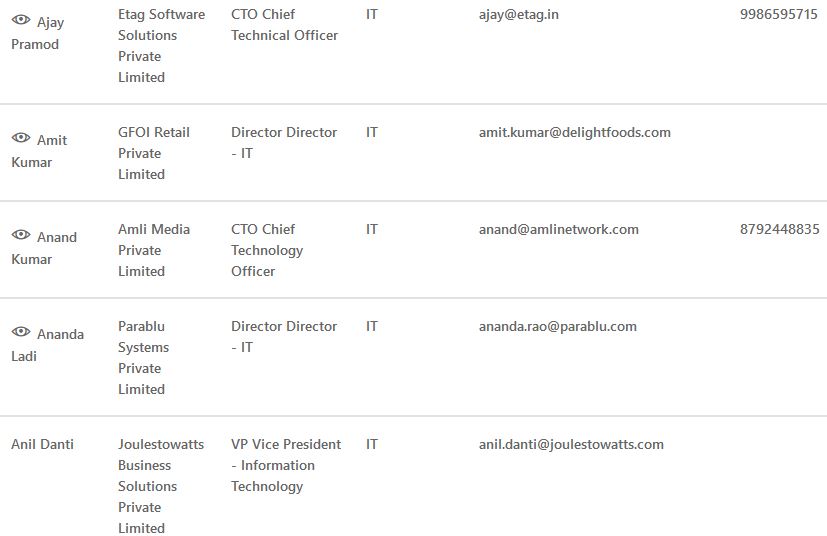 Ajay Pramod
Etag Software Solutions Private Limited
CTO Chief Technical Officer
IT
ajay@etag.in
9986595715
Amit Kumar
GFOI Retail Private Limited
Director Director - IT
IT
amit.kumar@delightfoods.com
Anand Kumar
Amli Media Private Limited
CTO Chief Technology Officer
IT
anand@amlinetwork.com
8792448835
Ananda Ladi
Parablu Systems Private Limited
Director Director - IT
IT
ananda.rao@parablu.com
Anil Danti
Joulestowatts Business Solutions Private Limited
VP Vice President - Information Technology
IT
anil.danti@joulestowatts.com